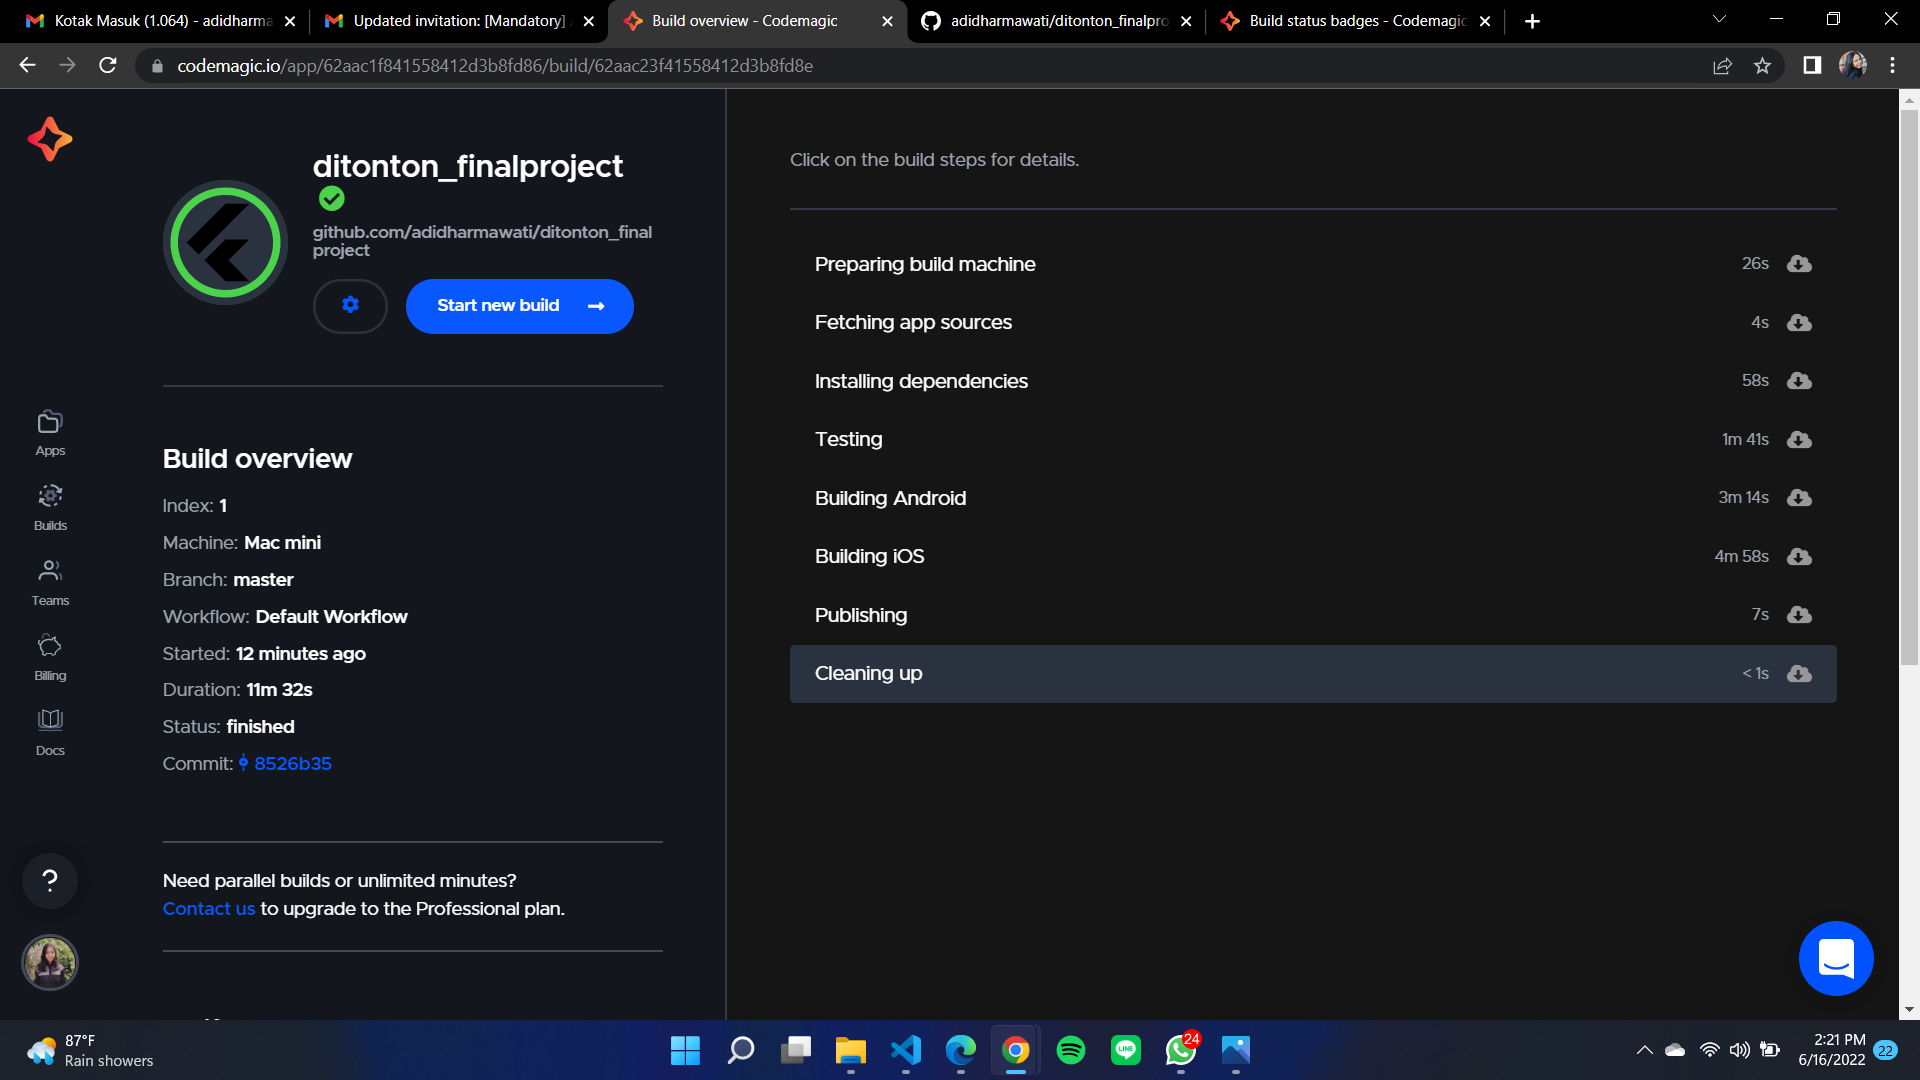 Kotak Masuk (1.064) - adidharma
Updated invitation: [Mandatory]
Build overview - Codemagic
adidharmawati/ditonton_finalpro
Build status badges - Codemagic
codemagic.io/app/62aac1f841558412d3b8fd86/build/62aac23f41558412d3b8fd8e
ditonton_finalproject
github.com/adidharmawati/ditonton_final
project
Start new build
Apps
Builds
Teams
Billing
Docs
?
Build overview
Index: 1
Machine: Mac mini
Branch: master
Workflow: Default Workflow
Started: 12 minutes ago
Duration: 11m 32s
Status: finished
Commit: 8526b35
Need parallel builds or unlimited minutes?
Contact us to upgrade to the Professional plan.
Click on the build steps for details.
Preparing build machine 26s
Fetching app sources 4s
Installing dependencies 58s
Testing 1m 41s
Building Android 3m 14s
Building iOS 4m 58s
Publishing 7s
Cleaning up < 1s
87°F
Rain showers
LINE
24
2:21 PM
6/16/2022
22